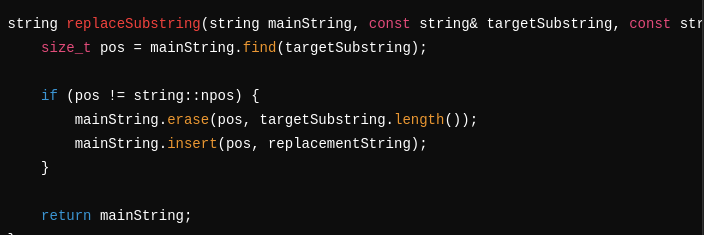 string replaceSubstring(string mainString, const string& targetSubstring, const str
    size_t pos = mainString.find(targetSubstring);

    if (pos != string::npos) {
        mainString.erase(pos, targetSubstring.length());
        mainString.insert(pos, replacementString);
    }

    return mainString;
}